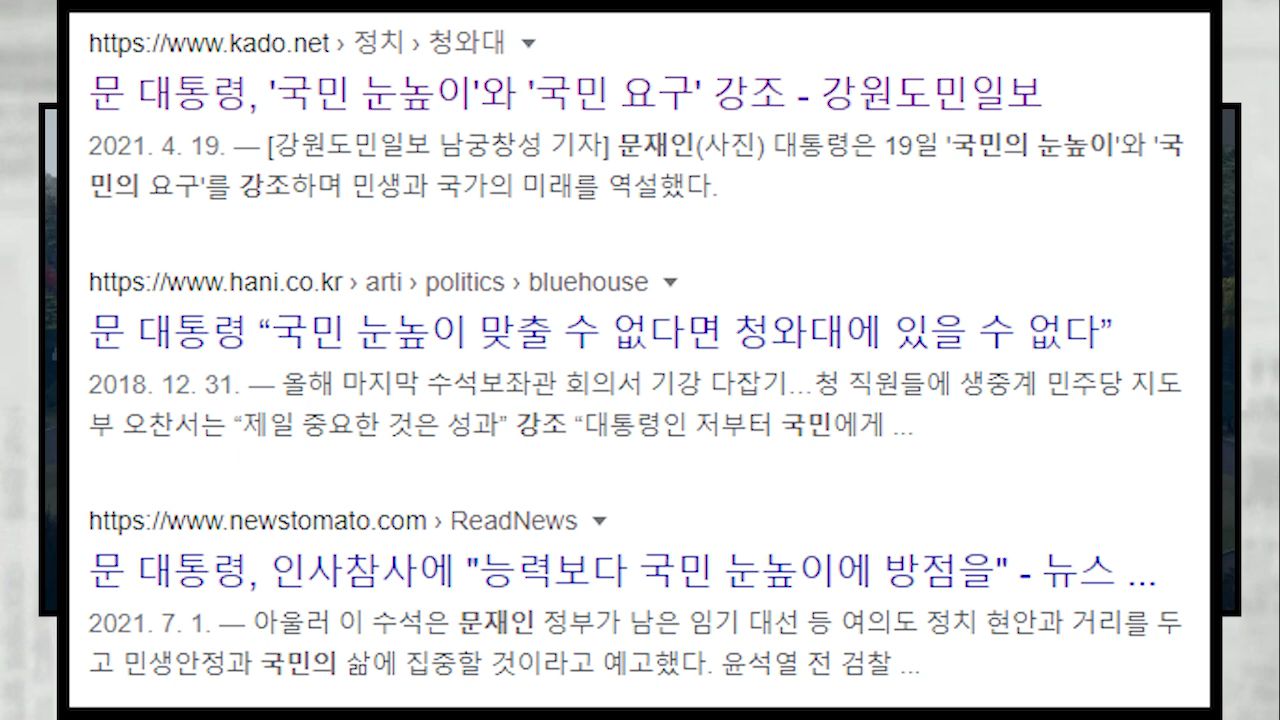 https://www.kado.net › 정치 › 청와대
문 대통령, '국민 눈높이'와 '국민 요구' 강조 - 강원도민일보
2021. 4. 19. — [강원도민일보 남궁창성 기자] 문재인(사진) 대통령은 19일 '국민의 눈높이'와 '국
민의 요구'를 강조하며 민생과 국가의 미래를 역설했다.
https://www.hani.co.kr › arti › politics › bluehouse
문 대통령 “국민 눈높이 맞출 수 없다면 청와대에 있을 수 없다”
2018. 12. 31. — 올해 마지막 수석보좌관 회의서 기강 다잡기...청 직원들에 생중계 민주당 지도
부 오찬서는 “제일 중요한 것은 성과” 강조 “대통령인 저부터 국민에게 ...
https://www.newstomato.com › ReadNews
문 대통령, 인사참사에 "능력보다 국민 눈높이에 방점을" - 뉴스 ...
2021. 7. 1. — 아울러 이 수석은 문재인 정부가 남은 임기 대선 등 여의도 정치 현안과 거리를 두
고 민생안정과 국민의 삶에 집중할 것이라고 예고했다. 윤석열 전 검찰 ...